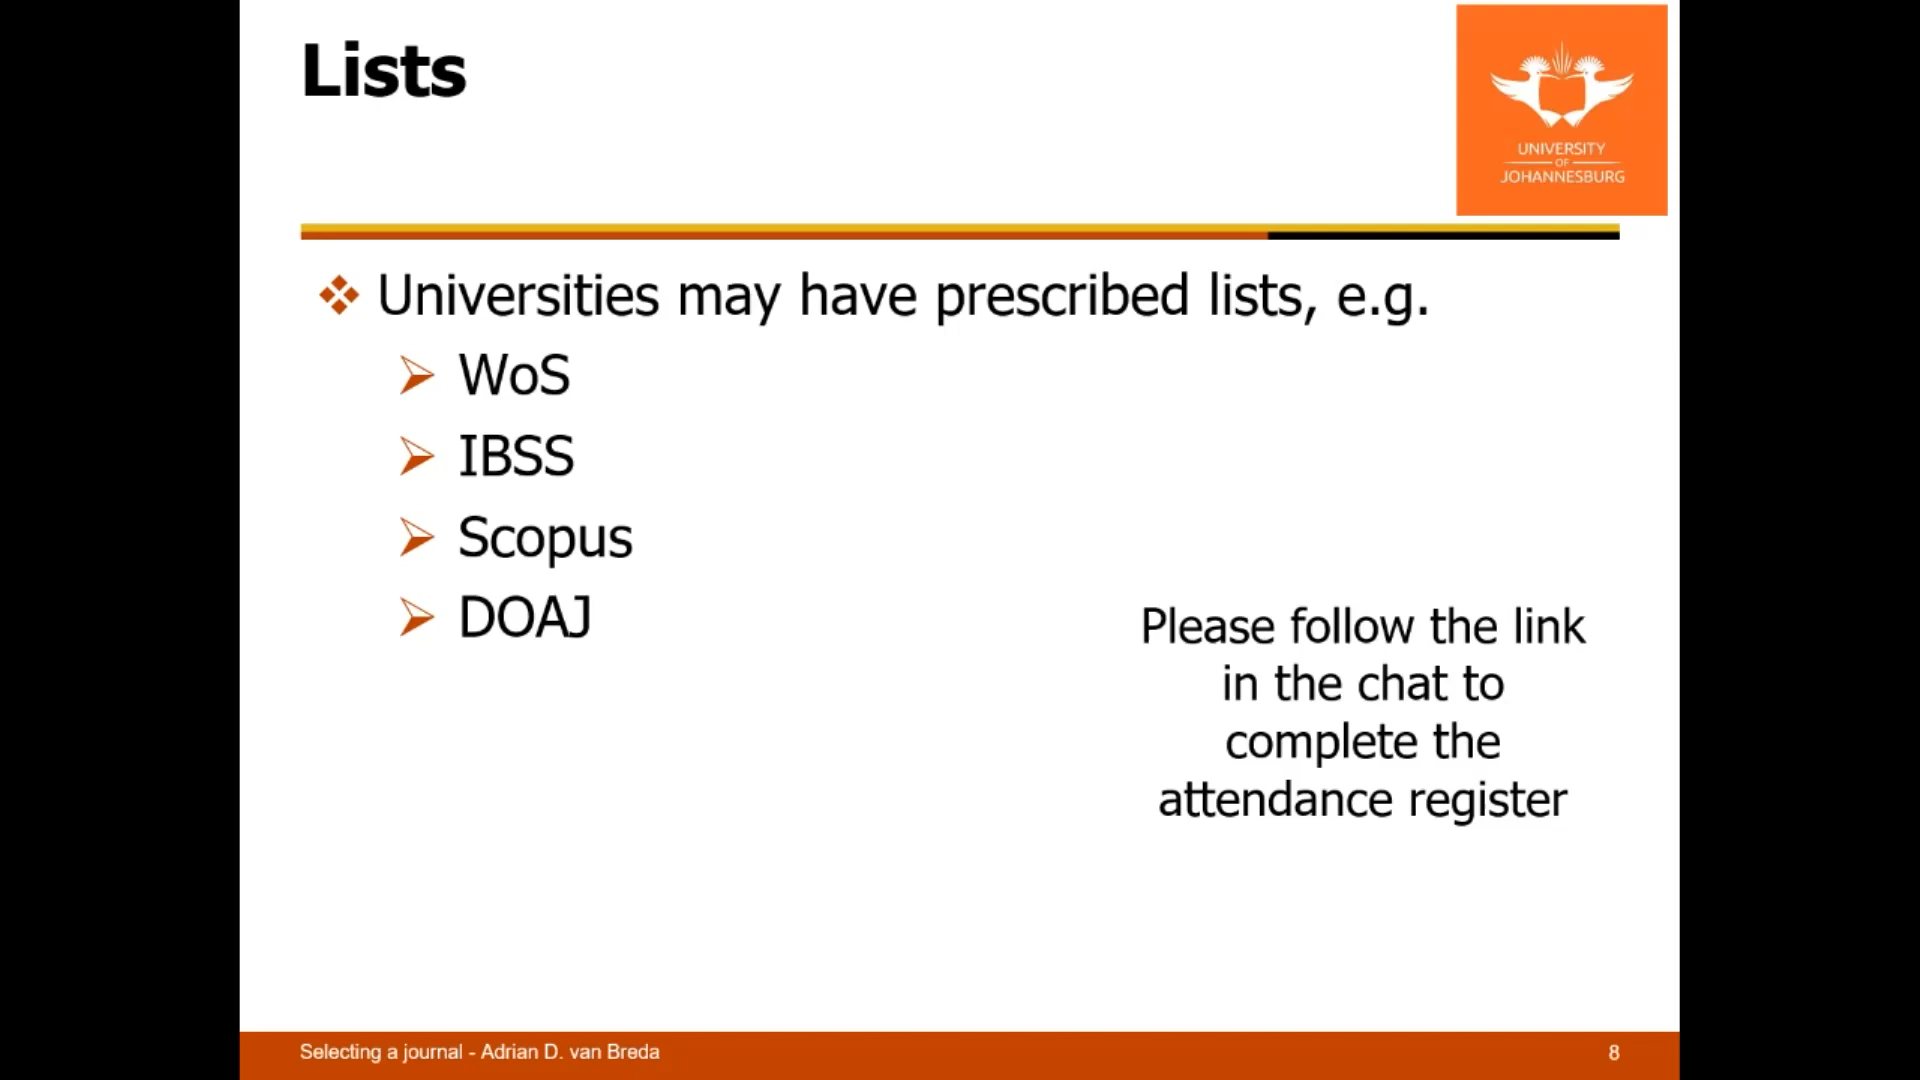 Lists
UNIVERSITY
OF
JOHANNESBURG
Universities may have prescribed lists, e.g.
WoS
IBSS
Scopus
DOAJ
Please follow the link
in the chat to
complete the
attendance register
Selecting a journal - Adrian D. van Breda
8